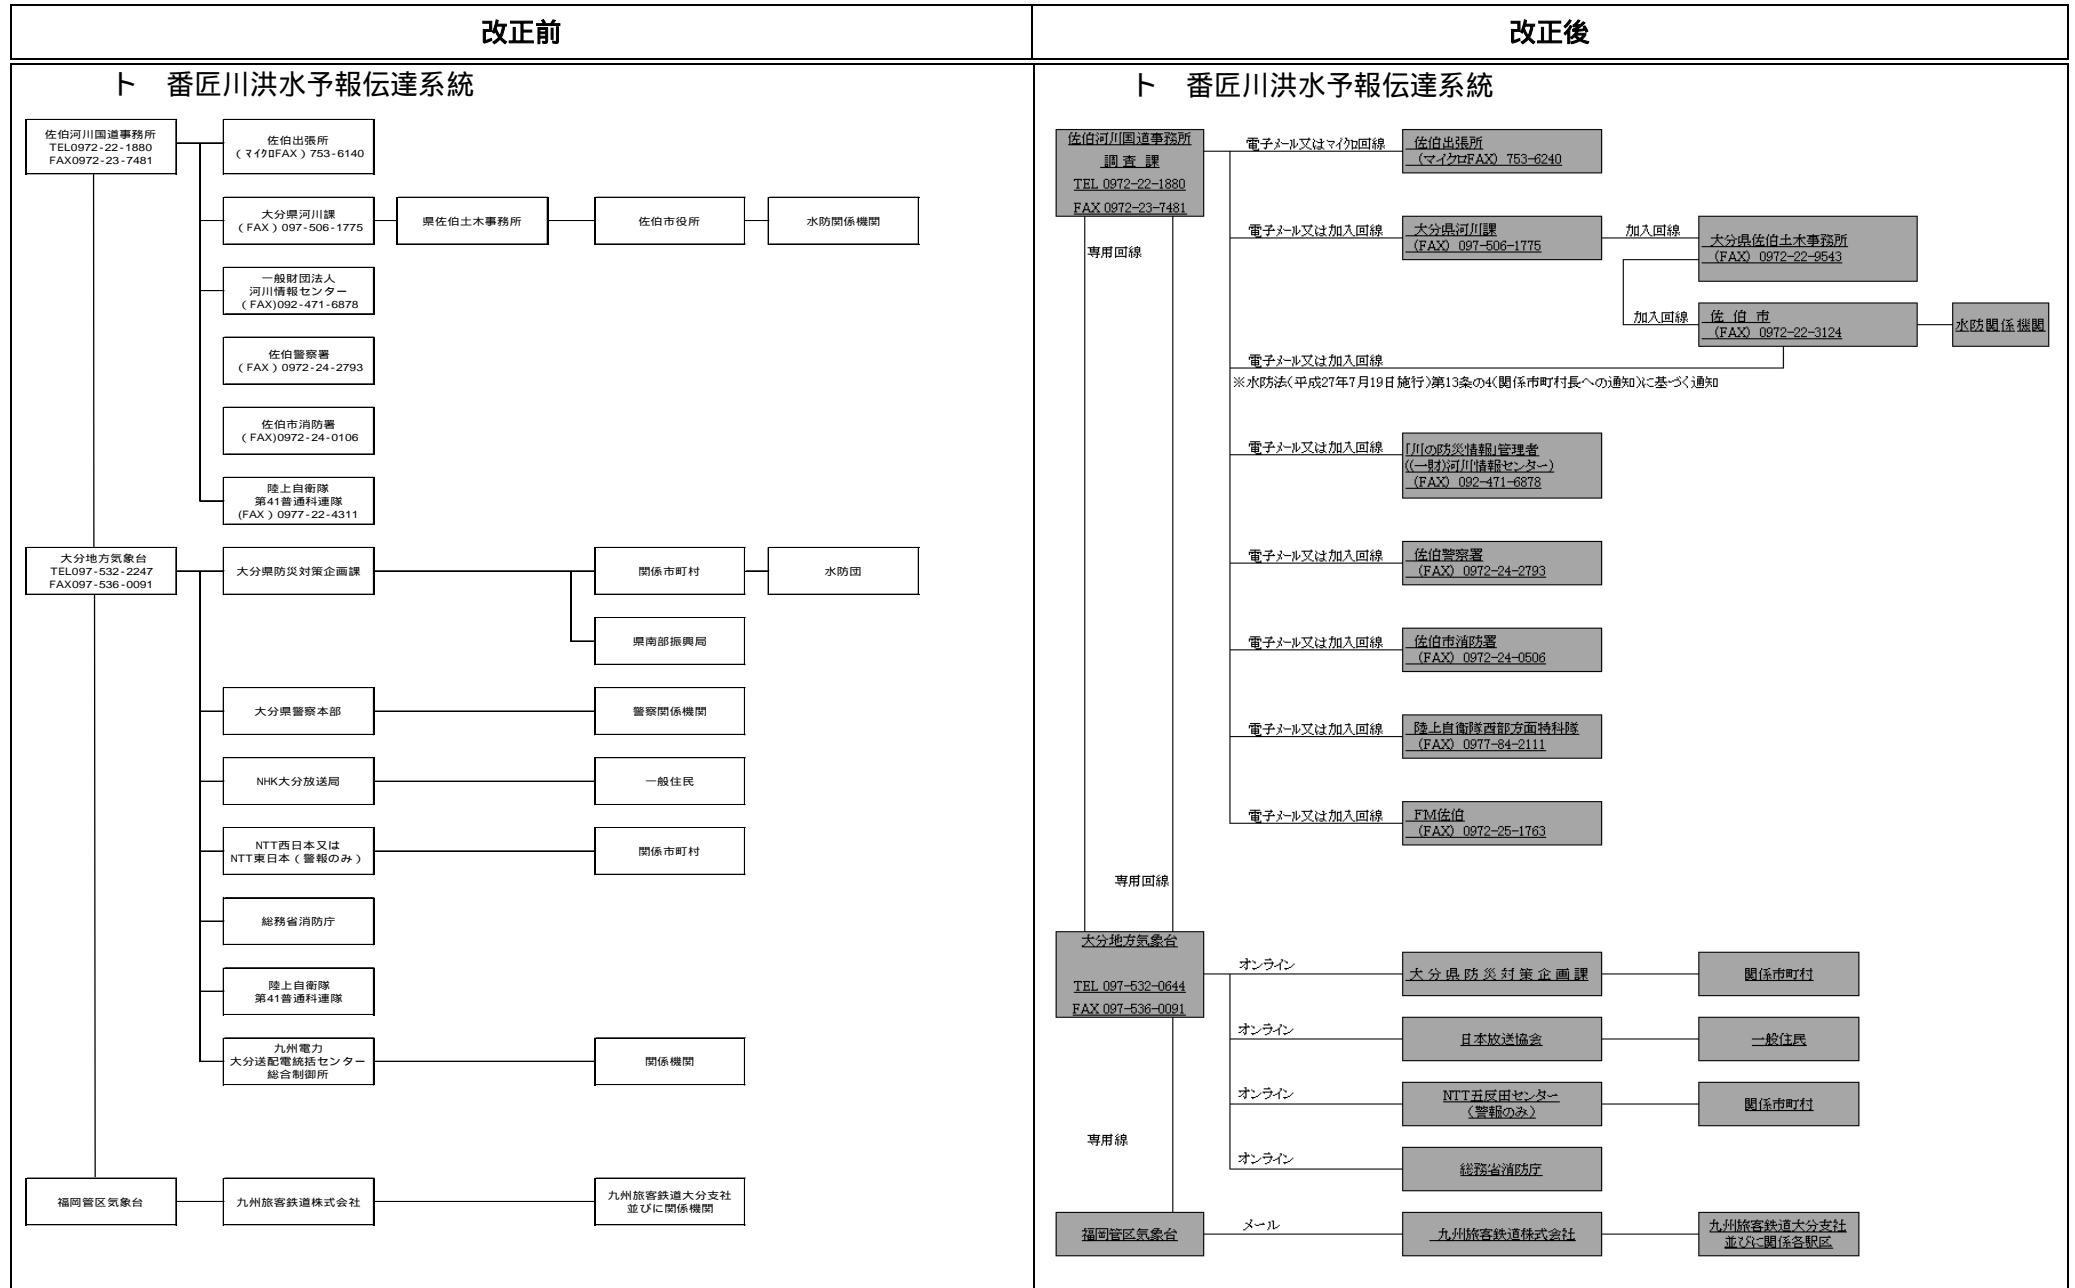 改正前
改正後
ト　番匠川洪水予報伝達系統
佐伯河川国道事務所
TEL0972-22-1880
FAX0972-23-7481
佐伯出張所
(マイクロFAX) 753-6140
大分県河川課
(FAX) 097-506-1775
県佐伯土木事務所
佐伯市役所
水防関係機関
一般財団法人
河川情報センター
(FAX)092-471-6878
佐伯警察署
(FAX) 0972-24-2793
佐伯市消防署
(FAX)0972-24-0106
陸上自衛隊
第41普通科連隊
(FAX) 0977-22-4311
大分地方気象台
TEL097-532-2247
FAX097-536-0091
大分県防災対策企画課
関係市町村
水防団
県南部振興局
大分県警察本部
警察関係機関
NHK大分放送局
一般住民
NTT西日本又は
NTT東日本(警報のみ)
関係市町村
総務省消防庁
陸上自衛隊
第41普通科連隊
九州電力
大分送配電統括センター
総合制御所
関係機関
福岡管区気象台
九州旅客鉄道株式会社
九州旅客鉄道大分支社
並びに関係機関
ト　番匠川洪水予報伝達系統
佐伯河川国道事務所
調 査 課
TEL 0972-22-1880
FAX 0972-23-7481
電子メール又はマイクロ回線
佐伯出張所
(マイクロFAX) 753-6240
専用回線
電子メール又は加入回線
大分県河川課
(FAX) 097-506-1775
加入回線
大分県佐伯土木事務所
(FAX) 0972-22-9543
加入回線
佐 伯 市
(FAX) 0972-22-3124
水防関係機関
電子メール又は加入回線
※水防法(平成27年7月19日施行)第13条の4(関係市町村長への通知)に基づく通知
電子メール又は加入回線
「川の防災情報」管理者
((一財)河川情報センター)
(FAX) 092-471-6878
電子メール又は加入回線
佐伯警察署
(FAX) 0972-24-2793
電子メール又は加入回線
佐伯市消防署
(FAX) 0972-24-0506
電子メール又は加入回線
陸上自衛隊西部方面特科隊
(FAX) 0977-84-2111
電子メール又は加入回線
FM佐伯
(FAX) 0972-25-1763
専用回線
大分地方気象台
TEL 097-532-0644
FAX 097-536-0091
オンライン
大分県防災対策企画課
関係市町村
オンライン
日本放送協会
一般住民
オンライン
NTT五反田センター
(警報のみ)
関係市町村
専用線
オンライン
総務省消防庁
福岡管区気象台
メール
九州旅客鉄道株式会社
九州旅客鉄道大分支社
並びに関係各駅区